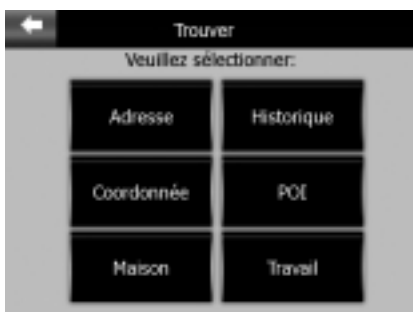 Trouver
Veuillez sélectionner:
Adresse Historique
Coordonnée POI
Maison Travail